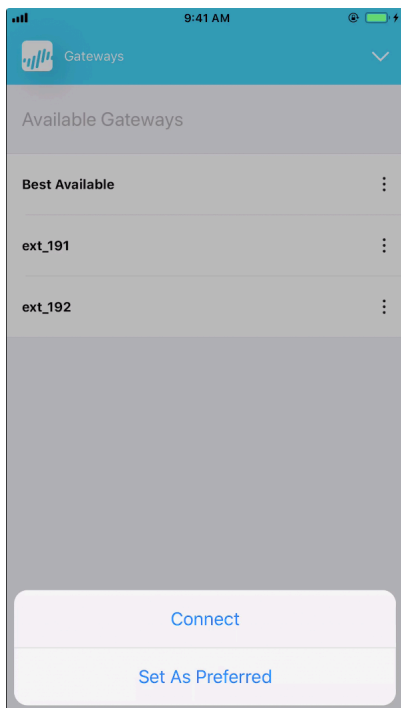 9:41 AM
Gateways
Available Gateways
Best Available
ext_191
ext_192
Connect
Set As Preferred